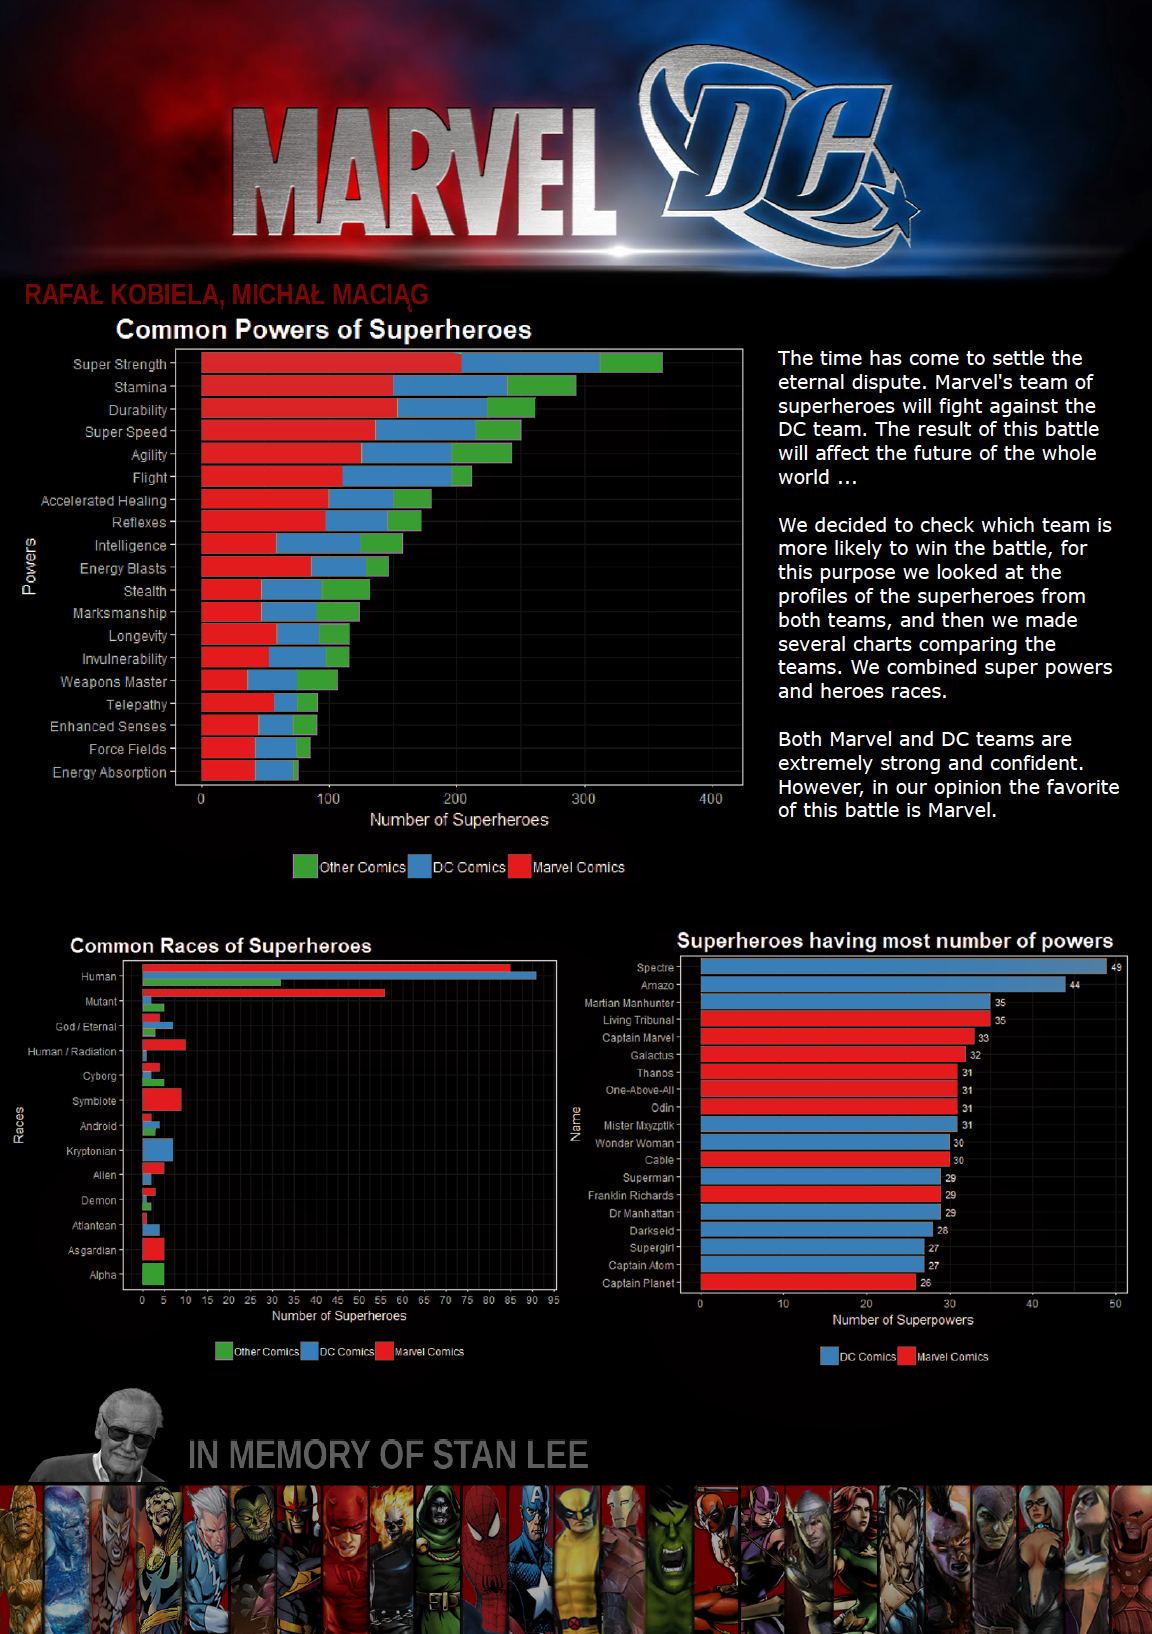 MARVEL DC
RAFAŁ KOBIELA, MICHAŁ MACIĄG
Common Powers of Superheroes
Super Strength
Stamina
Durability
Super Speed
Agility
Flight
Accelerated Healing
Reflexes
Intelligence
Energy Blasts
Stealth
Marksmanship
Longevity
Invulnerability
Weapons Master
Telepathy
Enhanced Senses
Force Fields
Energy Absorption
Powers
0 100 200 300 400
Number of Superheroes
Other Comics DC Comics Marvel Comics
The time has come to settle the
eternal dispute. Marvel's team of
superheroes will fight against the
DC team. The result of this battle
will affect the future of the whole
world ...
We decided to check which team is
more likely to win the battle, for
this purpose we looked at the
profiles of the superheroes from
both teams, and then we made
several charts comparing the
teams. We combined super powers
and heroes races.
Both Marvel and DC teams are
extremely strong and confident.
However, in our opinion the favorite
of this battle is Marvel.
Common Races of Superheroes
Human
Mutant
God / Eternal
Human / Radiation
Cyborg
Symbiote
Android
Kryptonian
Alien
Demon
Atlantean
Asgardian
Alpha
Races
0 5 10 15 20 25 30 35 40 45 50 55 60 65 70 75 80 85 90 95
Number of Superheroes
Other Comics DC Comics Marvel Comics
Superheroes having most number of powers
Spectre 49
Amazo 44
Martian Manhunter 35
Living Tribunal 35
Captain Marvel 33
Galactus 32
Thanos 31
One-Above-All 31
Odin 31
Mister Mxyzptlk 31
Wonder Woman 30
Cable 30
Superman 29
Franklin Richards 29
Dr Manhattan 29
Darkseid 28
Supergirl 27
Captain Atom 27
Captain Planet 26
Name
0 10 20 30 40 50
Number of Superpowers
DC Comics Marvel Comics
IN MEMORY OF STAN LEE